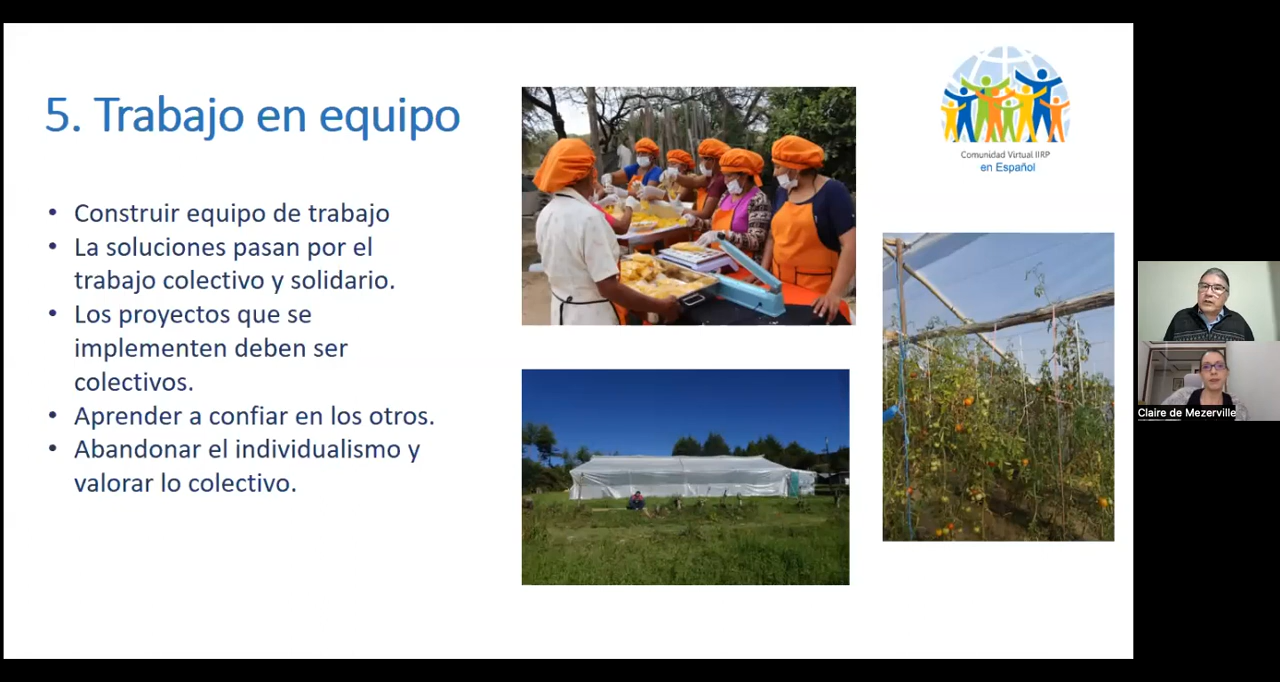 5. Trabajo en equipo
• Construir equipo de trabajo
• La soluciones pasan por el
trabajo colectivo y solidario.
• Los proyectos que se
implementen deben ser
colectivos.
• Aprender a confiar en los otros.
• Abandonar el individualismo y
valorar lo colectivo.
Comunidad Virtual IIRP
en Español
Claire de Mezerville